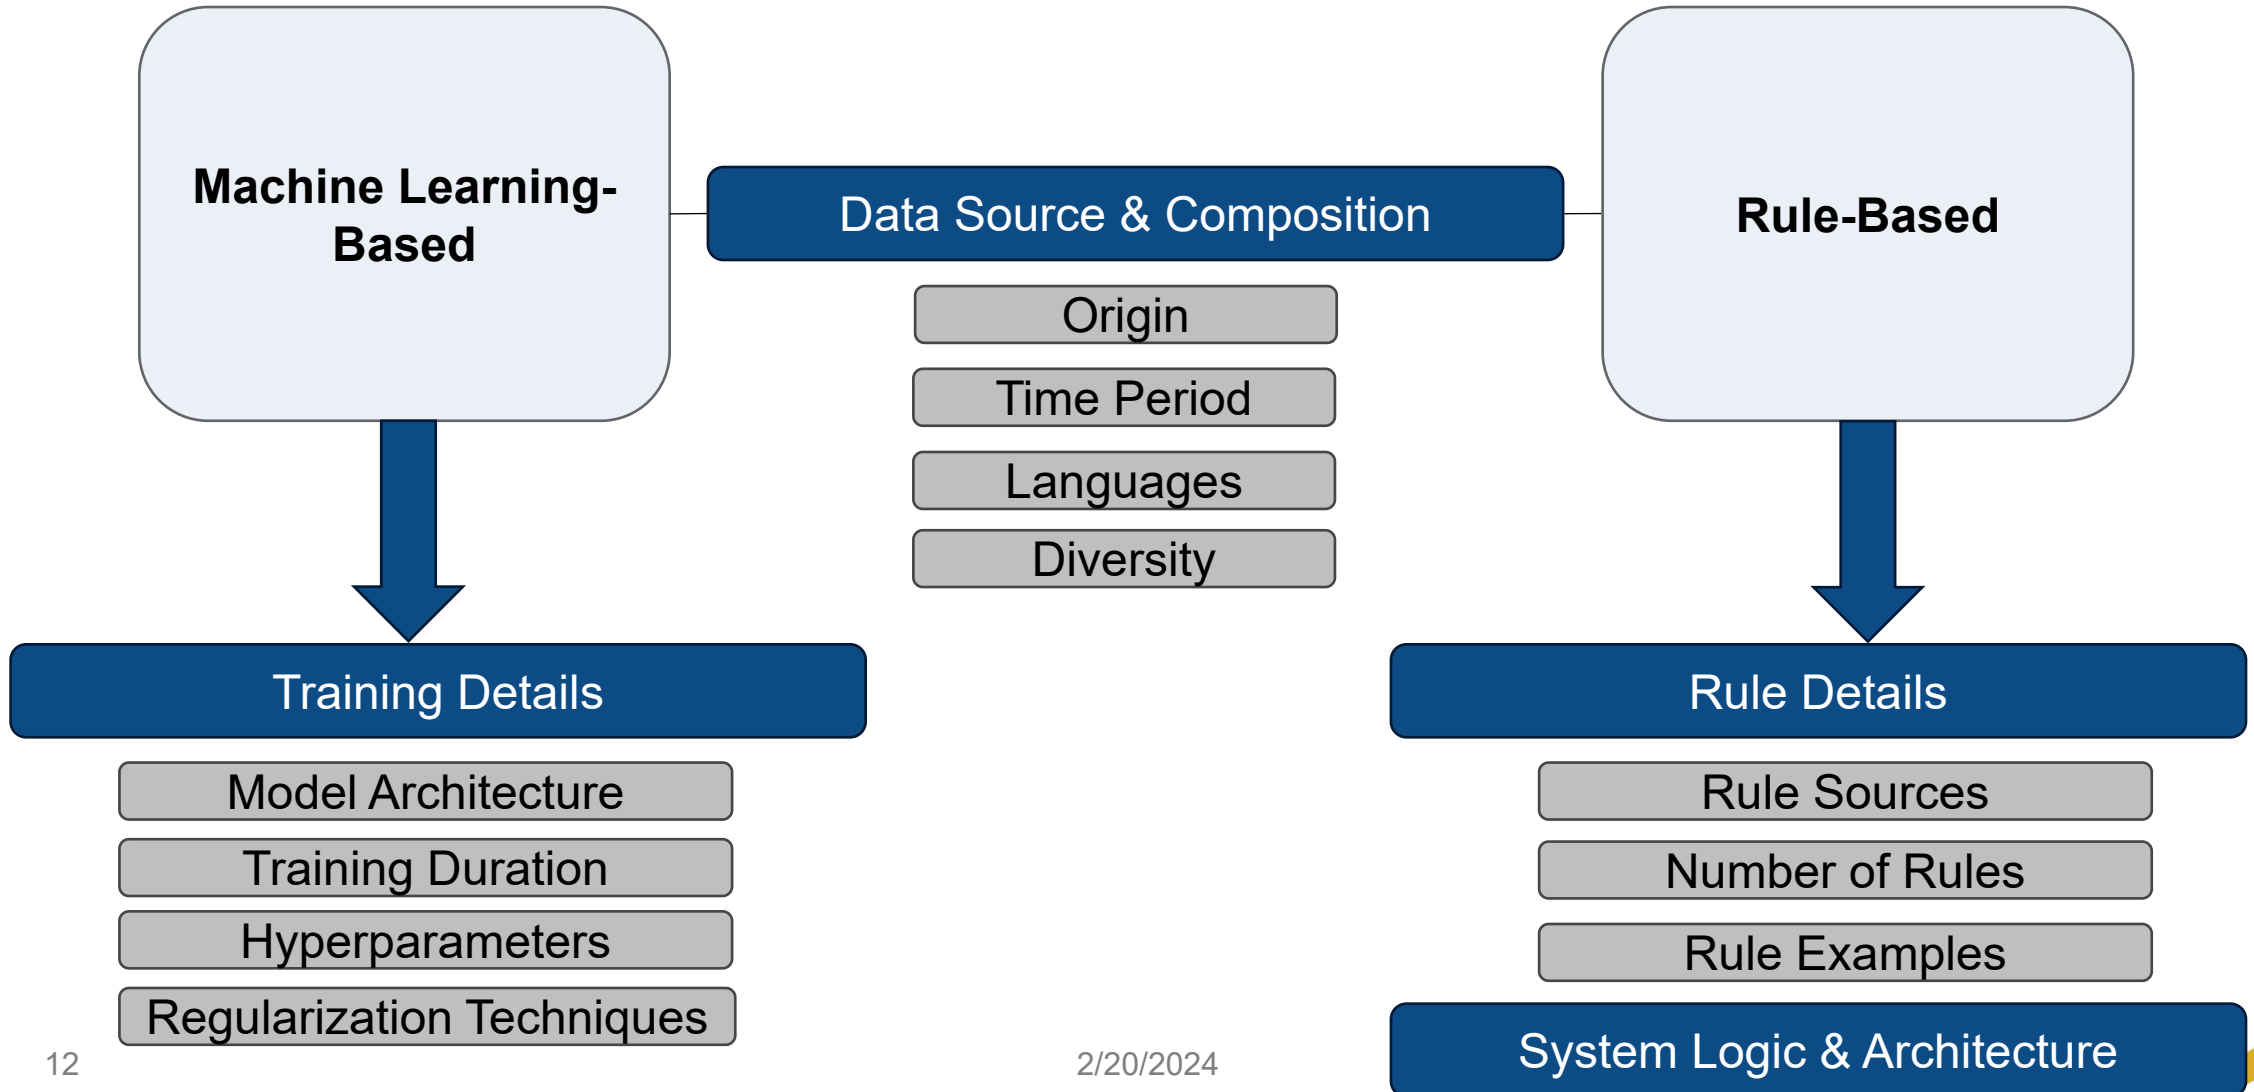 Machine Learning-
Based
Data Source & Composition
Rule-Based
Origin
Time Period
Languages
Diversity
Training Details
Model Architecture
Training Duration
Hyperparameters
Regularization Techniques
Rule Details
Rule Sources
Number of Rules
Rule Examples
System Logic & Architecture
12
2/20/2024